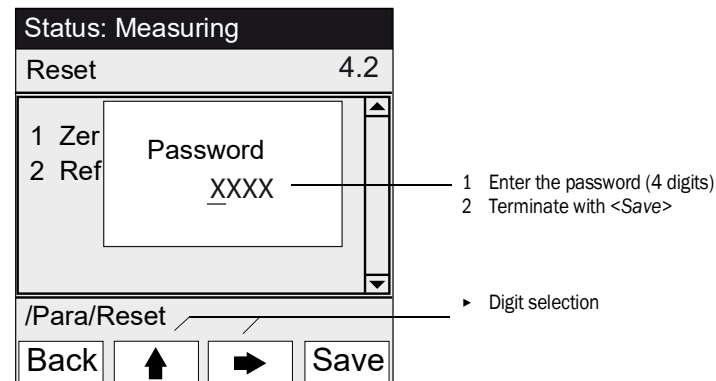 Status: Measuring
Reset 4.2
1 Zer
2 Ref
Password
XXXX
1 Enter the password (4 digits)
2 Terminate with <Save>
► Digit selection
/Para/Reset
Back
Save